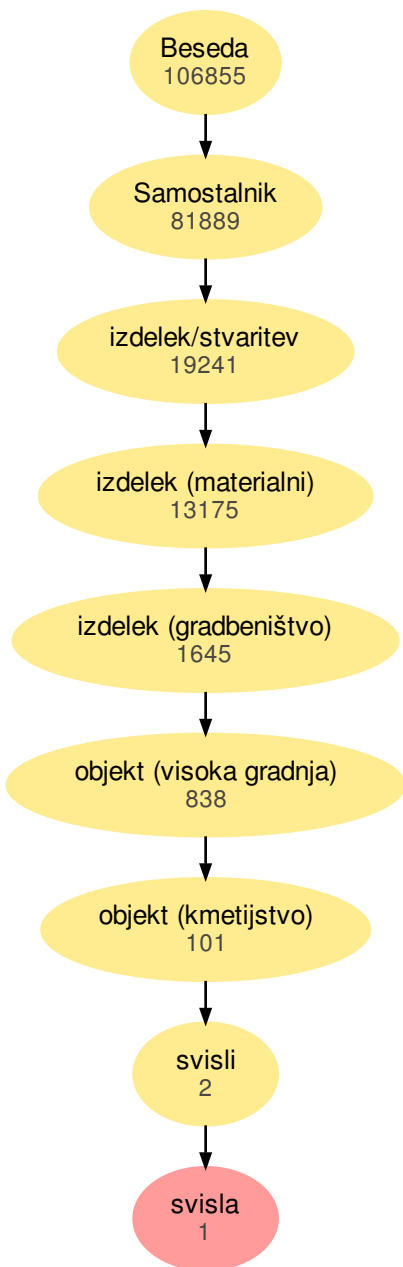 Beseda
106855
Samostalnik
81889
izdelek/stvaritev
19241
izdelek (materialni)
13175
izdelek (gradbeništvo)
1645
objekt (visoka gradnja)
838
objekt (kmetijstvo)
101
svisli
2
svisla
1